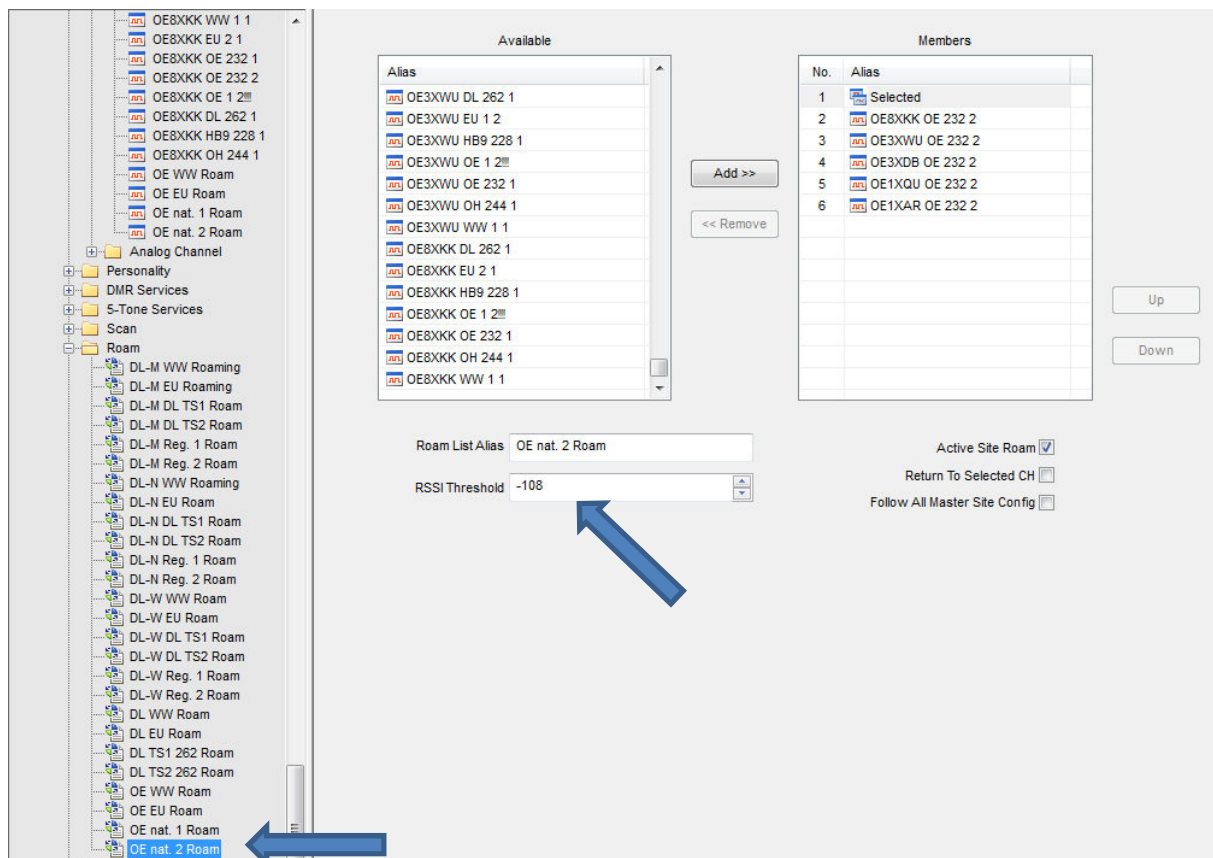 OE8XKK WW 1 1
OE8XKK EU 2 1
OE8XKK OE 232 1
OE8XKK OE 232 2
OE8XKK OE 1 2!!!
OE8XKK DL 262 1
OE8XKK HB9 228 1
OE8XKK OH 244 1
OE WW Roam
OE EU Roam
OE nat. 1 Roam
OE nat. 2 Roam
Analog Channel
Personality
DMR Services
5-Tone Services
Scan
Roam
DL-M WW Roaming
DL-M EU Roaming
DL-M DL TS1 Roam
DL-M DL TS2 Roam
DL-M Reg. 1 Roam
DL-M Reg. 2 Roam
DL-N WW Roaming
DL-N EU Roam
DL-N DL TS1 Roam
DL-N DL TS2 Roam
DL-N Reg. 1 Roam
DL-N Reg. 2 Roam
DL-W WW Roam
DL-W EU Roam
DL-W DL TS1 Roam
DL-W DL TS2 Roam
DL-W Reg. 1 Roam
DL-W Reg. 2 Roam
DL WW Roam
DL EU Roam
DL TS1 262 Roam
DL TS2 262 Roam
OE WW Roam
OE EU Roam
OE nat. 1 Roam
OE nat. 2 Roam
Available
Alias
OE3XWU DL 262 1
OE3XWU EU 1 2
OE3XWU HB9 228 1
OE3XWU OE 1 2!!!
OE3XWU OE 232 1
OE3XWU OH 244 1
OE3XWU WW 1 1
OE8XKK DL 262 1
OE8XKK EU 2 1
OE8XKK HB9 228 1
OE8XKK OE 1 2!!!
OE8XKK OE 232 1
OE8XKK OH 244 1
OE8XKK WW 1 1
Add >>
<< Remove
Members
No. Alias
1 Selected
2 OE8XKK OE 232 2
3 OE3XWU OE 232 2
4 OE3XDB OE 232 2
5 OE1XQU OE 232 2
6 OE1XAR OE 232 2
Up
Down
Roam List Alias OE nat. 2 Roam
RSSI Threshold -108
Active Site Roam
Return To Selected CH
Follow All Master Site Config